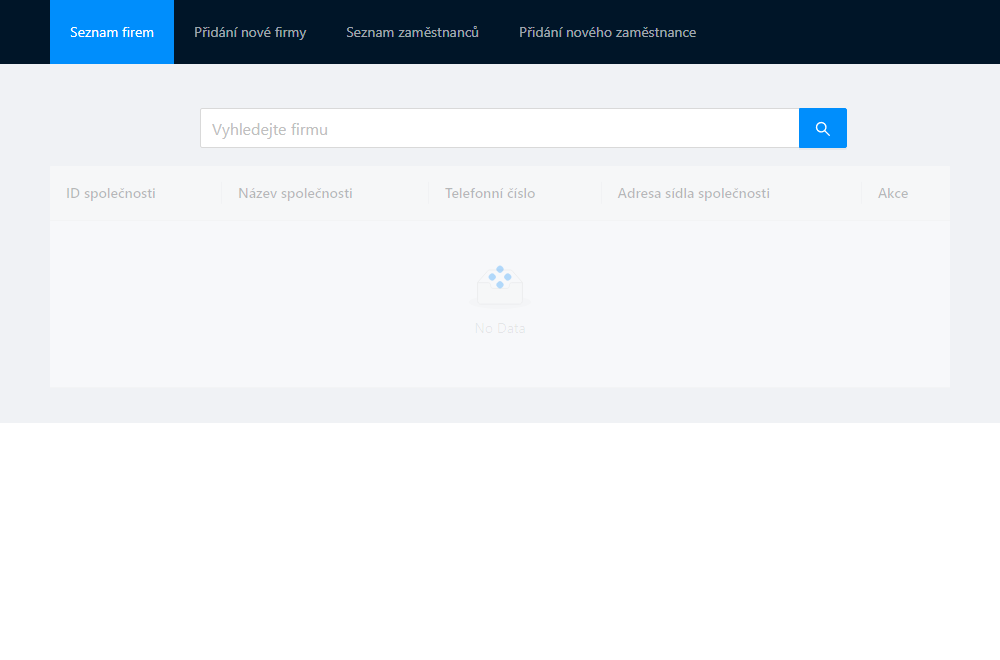 Seznam firem Přidání nové firmy Seznam zaměstnanců Přidání nového zaměstnance
Vyhledejte firmu
ID společnosti Název společnosti Telefonní číslo Adresa sídla společnosti Akce
No Data